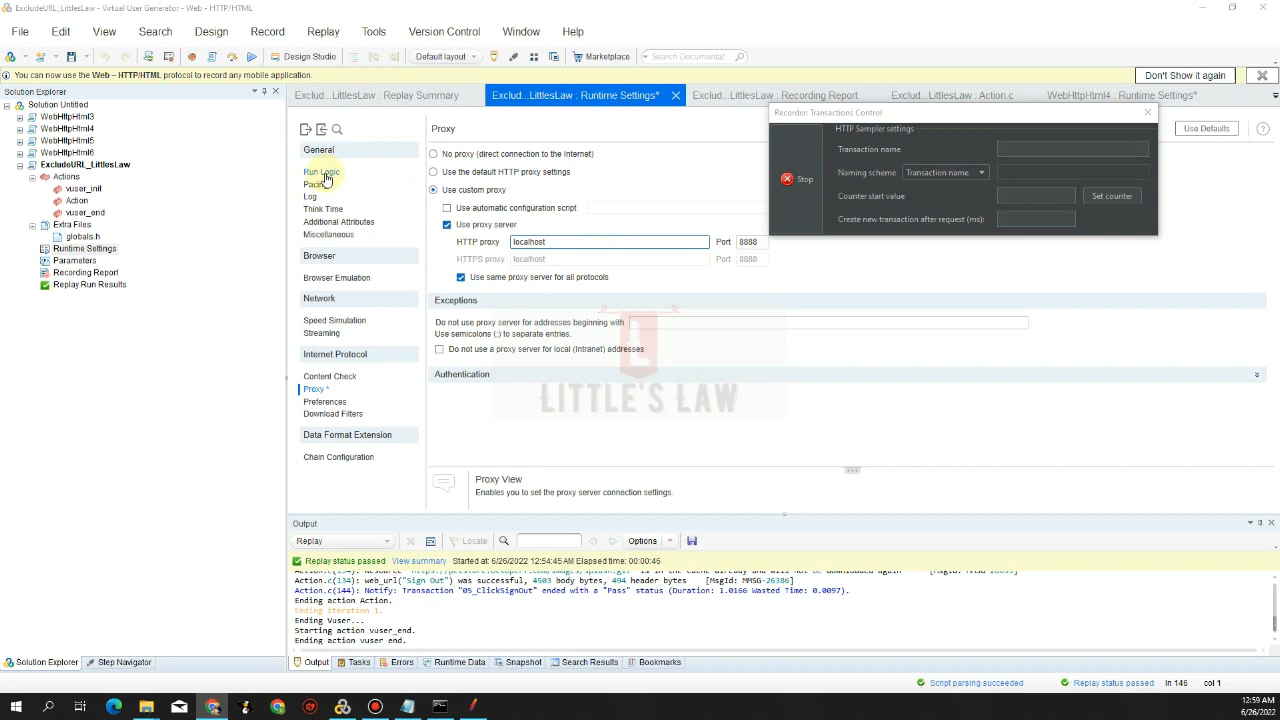 ExcludeURL_LittlesLaw - Virtual User Generator - Web - HTTP/HTML
File Edit View Search Design Record Replay Tools Version Control Window Help
Design Studio Default layout Marketplace Search Documentat
You can now use the Web – HTTP/HTML protocol to record any mobile application. Don't Show it again
Solution Explorer
Solution Untitled
WebHttpHtml3
WebHttpHtml4
WebHttpHtml5
WebHttpHtml6
ExcludeURL_LittlesLaw
Actions
vuser_init
Action
vuser_end
Extra Files
globals.h
Runtime Settings
Parameters
Recording Report
Replay Run Results
Solution Explorer Step Navigator
Exclud...LittlesLaw : Replay Summary Exclud...LittlesLaw : Runtime Settings* Exclud...LittlesLaw : Recording Report Exclud...LittlesLaw : Action.c WebHttpHtml4 : Runtime Settings*
General
Run Logic
Pacing
Log
Think Time
Additional Attributes
Miscellaneous
Browser
Browser Emulation
Network
Speed Simulation
Streaming
Internet Protocol
Content Check
Proxy *
Preferences
Download Filters
Data Format Extension
Chain Configuration
Proxy
Use Defaults
No proxy (direct connection to the Internet)
Use the default HTTP proxy settings
Use custom proxy
Use automatic configuration script
Use proxy server
HTTP proxy localhost Port 8888
HTTPS proxy localhost Port 8888
Use same proxy server for all protocols
Exceptions
Do not use proxy server for addresses beginning with
Use semicolons (;) to separate entries.
Do not use a proxy server for local (Intranet) addresses
Authentication
LITTLE'S LAW
Proxy View
Enables you to set the proxy server connection settings.
Recorder: Transactions Control
HTTP Sampler settings
Stop
Transaction name
Naming scheme Transaction name
Counter start value Set counter
Create new transaction after request (ms):
Output
Replay Locate Options
Replay status passed View summary Started at: 6/26/2022 12:54:45 AM Elapsed time: 00:00:46
Action.c(134): web_url("Sign Out") was successful, 4503 body bytes, 494 header bytes [MsgId: MMSG-26386]
Action.c(144): Notify: Transaction "05_ClickSignOut" ended with a "Pass" status (Duration: 1.0166 Wasted Time: 0.0097).
Ending action Action.
Ending iteration 1.
Ending Vuser...
Starting action vuser_end.
Ending action vuser_end.
Output Tasks Errors Runtime Data Snapshot Search Results Bookmarks
Script parsing succeeded Replay status passed ln 146 col 1
12:59 AM
6/26/2022